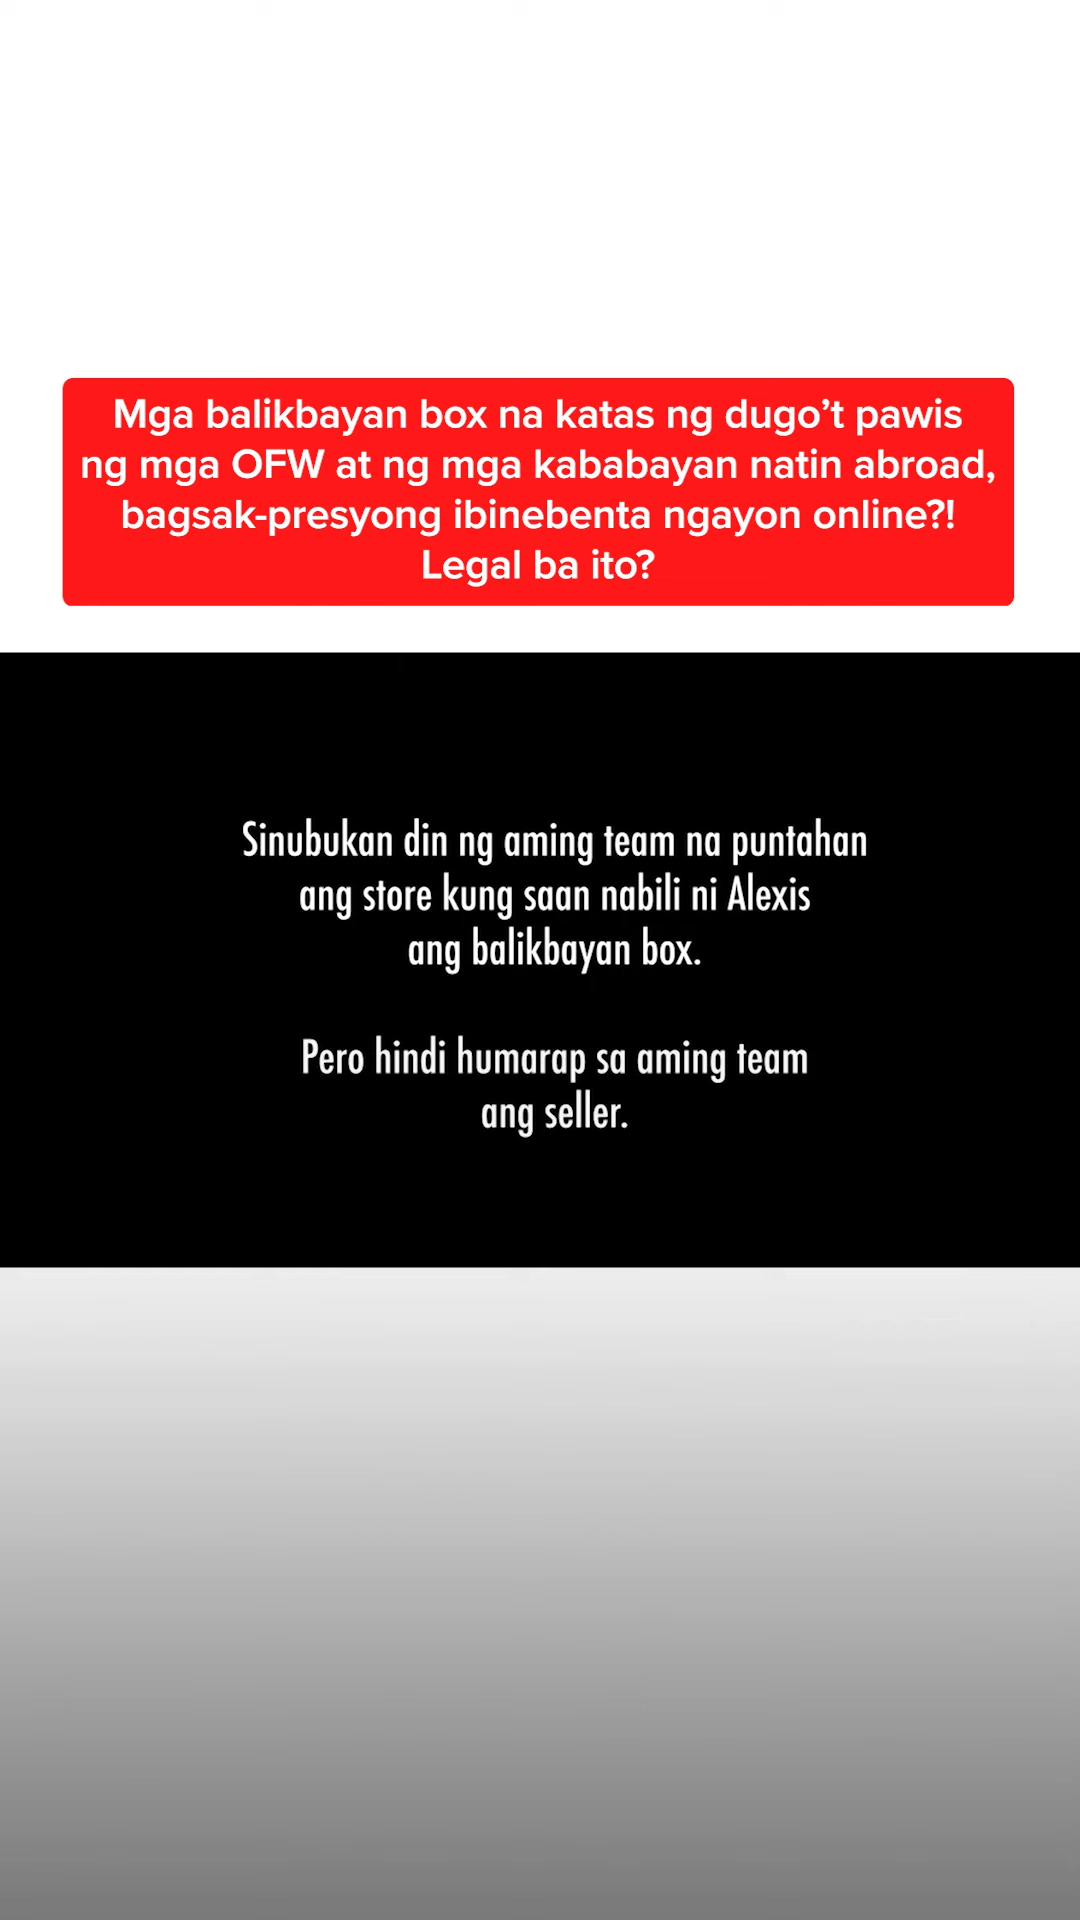 Mga balikbayan box na katas ng dugo’t pawis
ng mga OFW at ng mga kababayan natin abroad,
bagsak-presyong ibinebenta ngayon online?!
Legal ba ito?
Sinubukan din ng aming team na puntahan
ang store kung saan nabili ni Alexis
ang balikbayan box.
Pero hindi humarap sa aming team
ang seller.